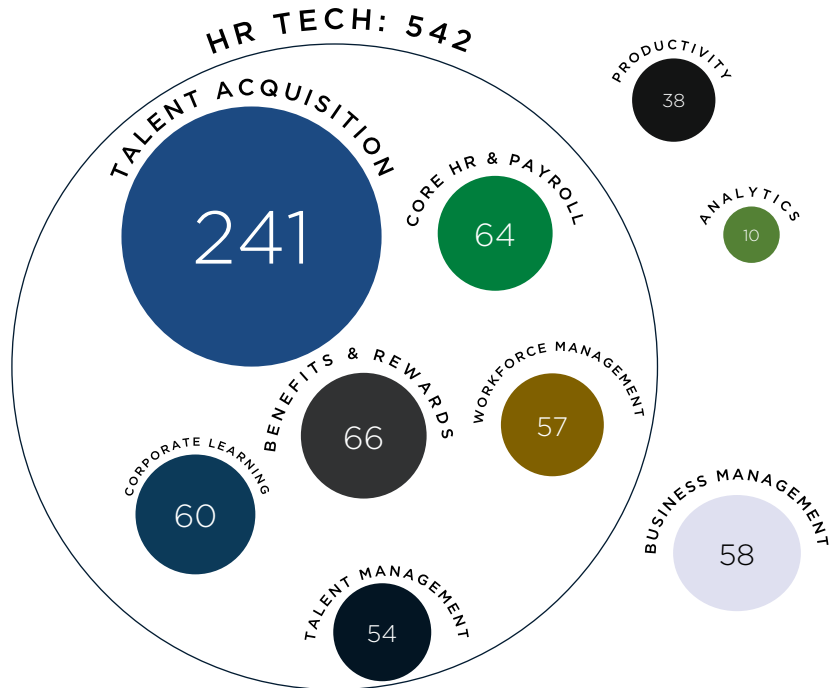 HR TECH: 542
TALENT ACQUISITION
241
CORE HR & PAYROLL
64
BENEFITS & REWARDS
66
WORKFORCE MANAGEMENT
57
CORPORATE LEARNING
60
TALENT MANAGEMENT
54
PRODUCTIVITY
38
ANALYTICS
10
BUSINESS MANAGEMENT
58